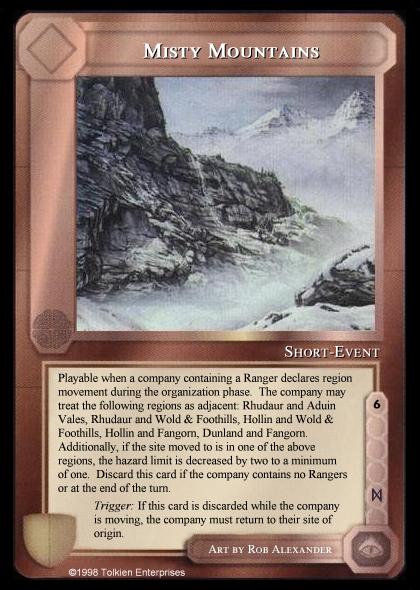 MISTY MOUNTAINS
SHORT-EVENT
Playable when a company containing a Ranger declares region
movement during the organization phase. The company may
treat the following regions as adjacent: Rhudaur and Aduin
Vales, Rhudaur and Wold & Foothills, Hollin and Wold &
Foothills, Hollin and Fangorn, Dunland and Fangorn.
Additionally, if the site moved to is in one of the above
regions, the hazard limit is decreased by two to a minimum
of one. Discard this card if the company contains no Rangers
or at the end of the turn.
6
Trigger: If this card is discarded while the company
is moving, the company must return to their site of
origin.
ART BY ROB ALEXANDER
©1998 Tolkien Enterprises